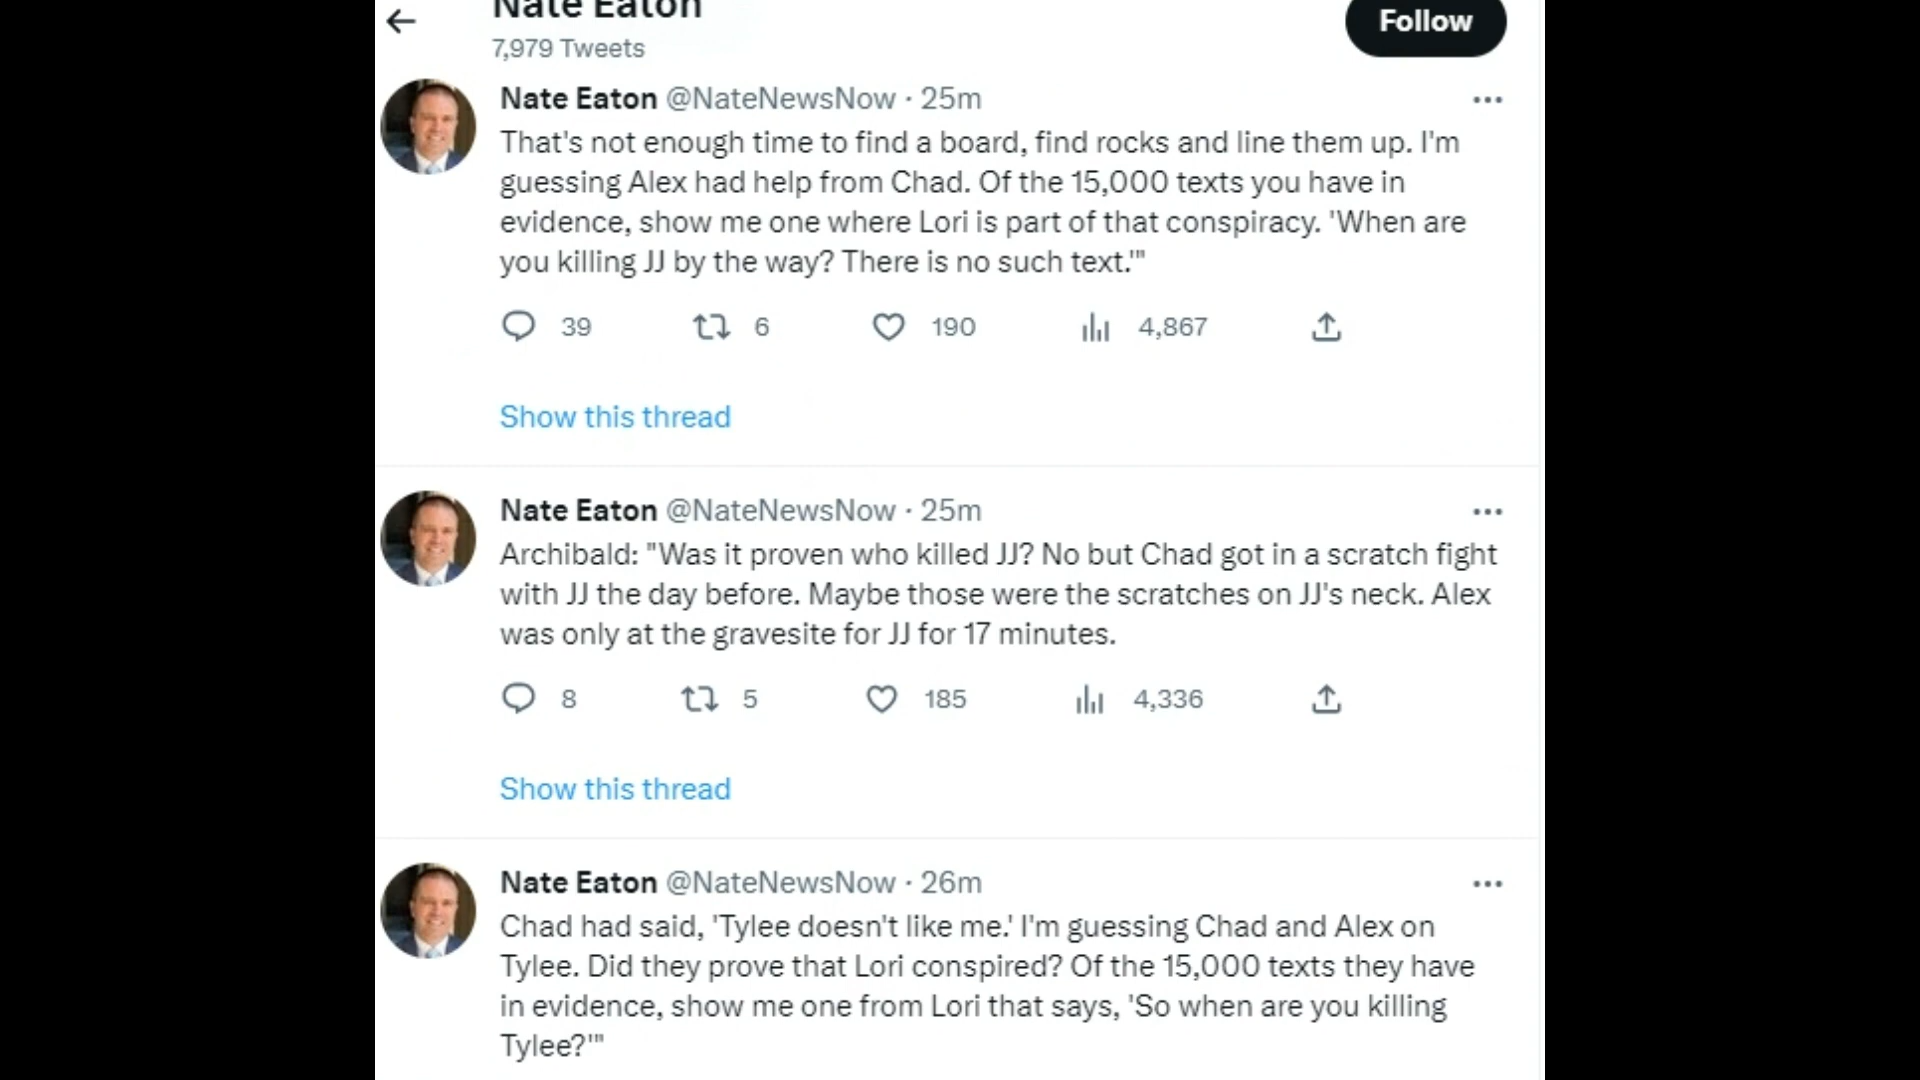 Nate Eaton
7,979 Tweets
Follow
Nate Eaton @NateNewsNow · 25m
That's not enough time to find a board, find rocks and line them up. I'm
guessing Alex had help from Chad. Of the 15,000 texts you have in
evidence, show me one where Lori is part of that conspiracy. 'When are
you killing JJ by the way? There is no such text.'"
39 6 190 4,867
Show this thread
Nate Eaton @NateNewsNow · 25m
Archibald: "Was it proven who killed JJ? No but Chad got in a scratch fight
with JJ the day before. Maybe those were the scratches on JJ's neck. Alex
was only at the gravesite for JJ for 17 minutes.
8 5 185 4,336
Show this thread
Nate Eaton @NateNewsNow · 26m
Chad had said, 'Tylee doesn't like me.' I'm guessing Chad and Alex on
Tylee. Did they prove that Lori conspired? Of the 15,000 texts they have
in evidence, show me one from Lori that says, 'So when are you killing
Tylee?'"